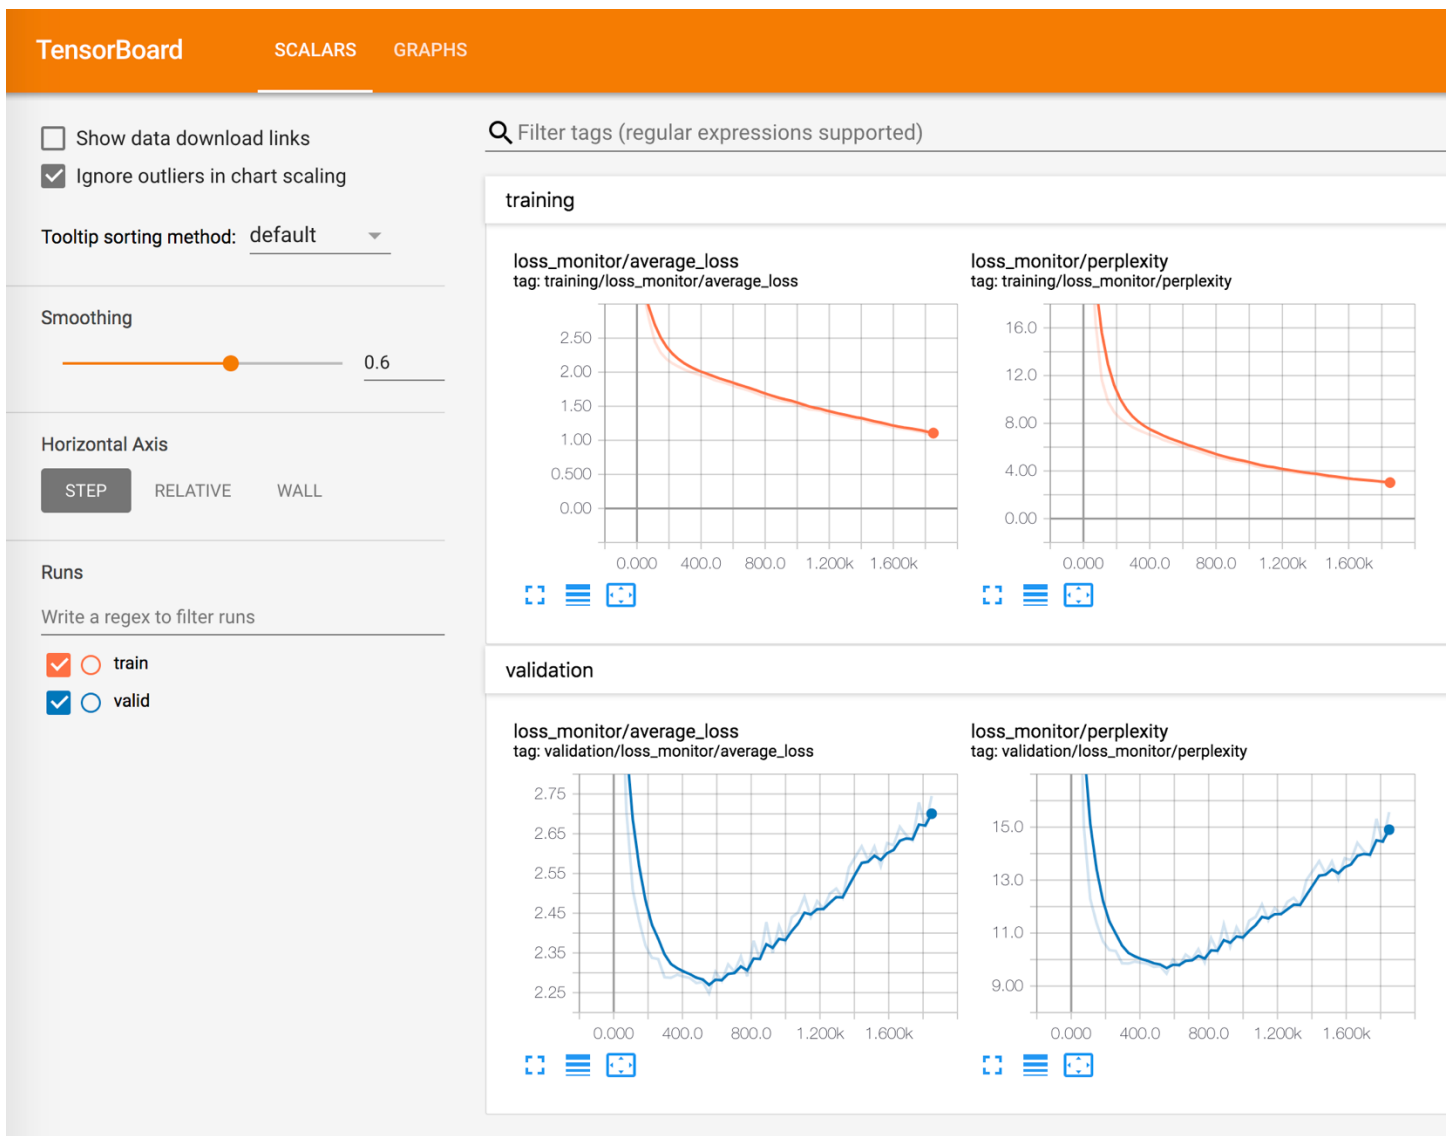 TensorBoard SCALARS GRAPHS
Show data download links
Ignore outliers in chart scaling
Tooltip sorting method: default
Smoothing
0.6
Horizontal Axis
STEP RELATIVE WALL
Runs
Write a regex to filter runs
train
valid
Filter tags (regular expressions supported)
training
loss_monitor/average_loss
tag: training/loss_monitor/average_loss
2.50
2.00
1.50
1.00
0.500
0.00
0.000 400.0 800.0 1.200k 1.600k
loss_monitor/perplexity
tag: training/loss_monitor/perplexity
16.0
12.0
8.00
4.00
0.00
0.000 400.0 800.0 1.200k 1.600k
validation
loss_monitor/average_loss
tag: validation/loss_monitor/average_loss
2.75
2.65
2.55
2.45
2.35
2.25
0.000 400.0 800.0 1.200k 1.600k
loss_monitor/perplexity
tag: validation/loss_monitor/perplexity
15.0
13.0
11.0
9.00
0.000 400.0 800.0 1.200k 1.600k